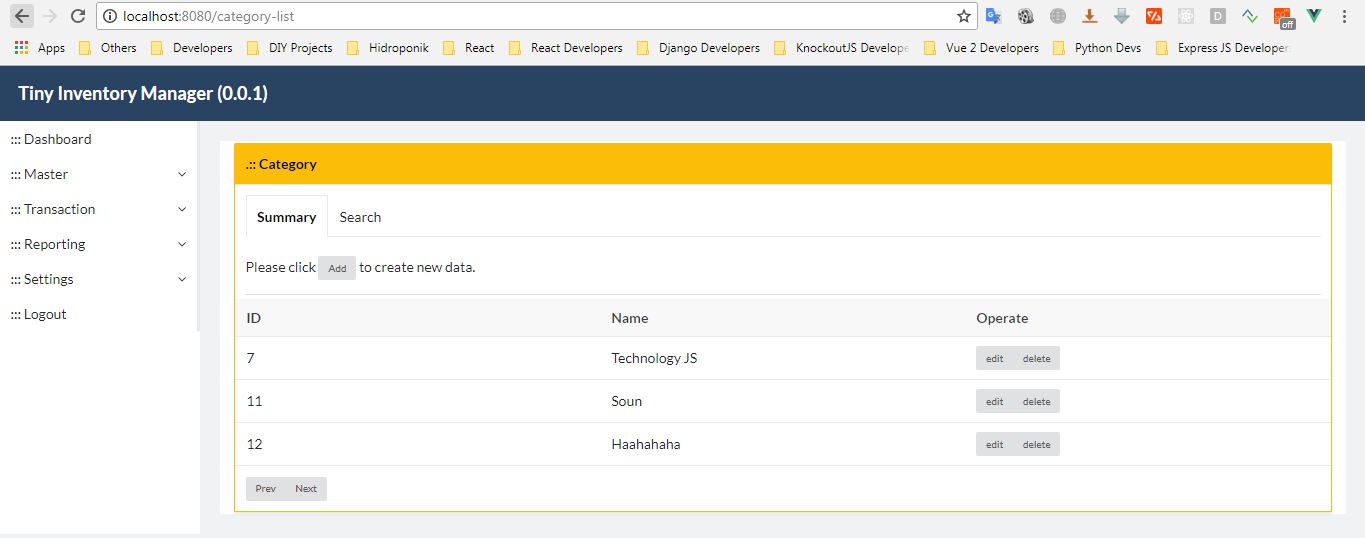 localhost:8080/category-list
off
Apps Others Developers DIY Projects Hidroponik React React Developers Django Developers KnockoutJS Develope Vue 2 Developers Python Devs Express JS Developer
Tiny Inventory Manager (0.0.1)
::: Dashboard
::: Master
::: Transaction
::: Reporting
::: Settings
::: Logout
.:: Category
Summary Search
Please click Add to create new data.
ID Name Operate
7 Technology JS edit delete
11 Soun edit delete
12 Haahahaha edit delete
Prev Next